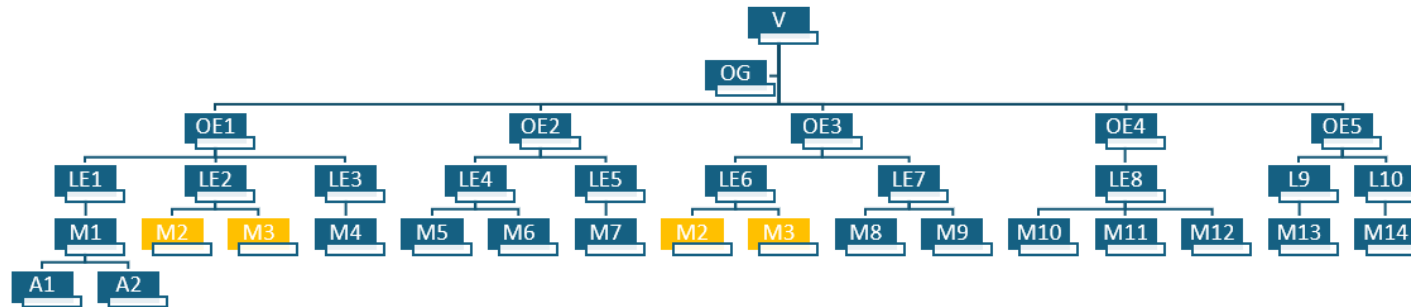 V
OG
OE1 OE2 OE3 OE4 OE5
LE1 LE2 LE3 LE4 LE5 LE6 LE7 LE8 L9 L10
M1 M2 M3 M4 M5 M6 M7 M2 M3 M8 M9 M10 M11 M12 M13 M14
A1 A2